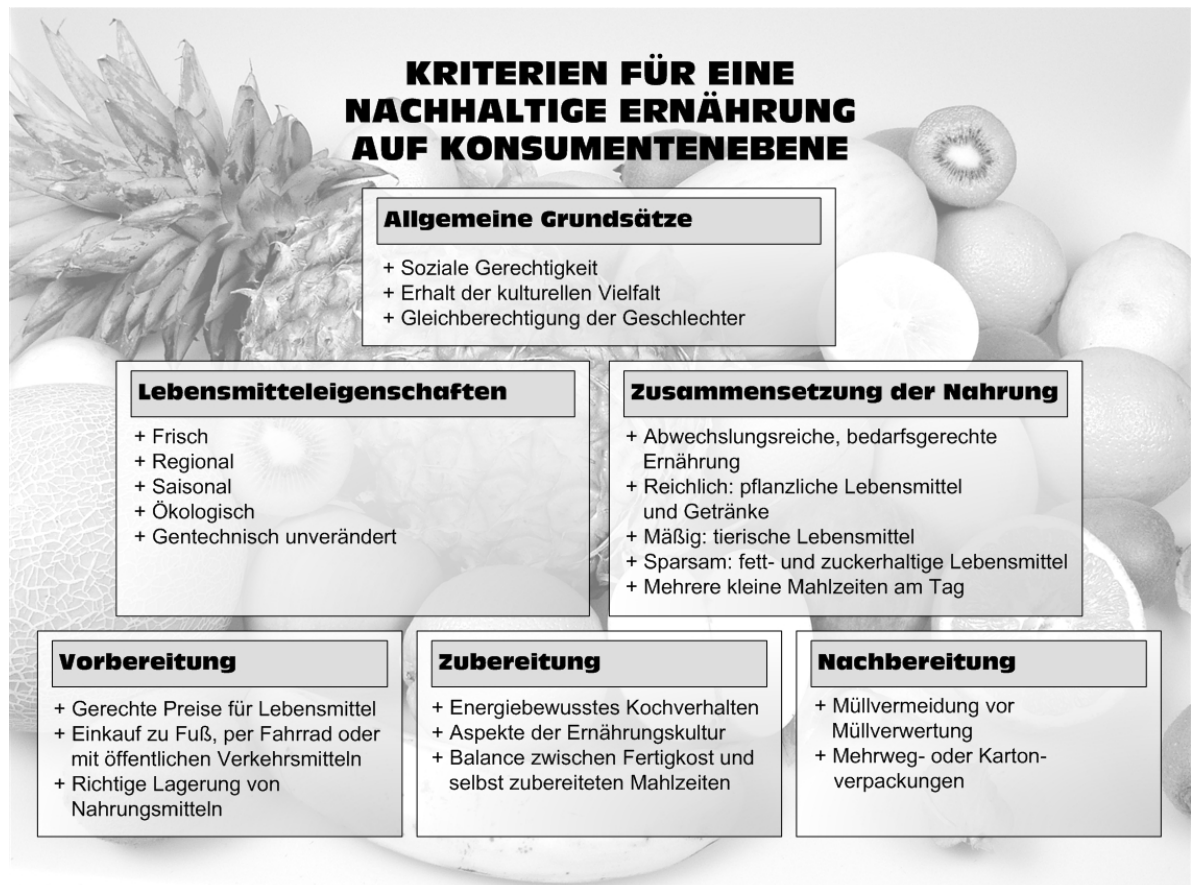 KRITERIEN FÜR EINE
NACHHALTIGE ERNÄHRUNG
AUF KONSUMENTENEBENE
Allgemeine Grundsätze
+ Soziale Gerechtigkeit
+ Erhalt der kulturellen Vielfalt
+ Gleichberechtigung der Geschlechter
Lebensmitteleigenschaften
+ Frisch
+ Regional
+ Saisonal
+ Ökologisch
+ Gentechnisch unverändert
Zusammensetzung der Nahrung
+ Abwechslungsreiche, bedarfsgerechte
Ernährung
+ Reichlich: pflanzliche Lebensmittel
und Getränke
+ Mäßig: tierische Lebensmittel
+ Sparsam: fett- und zuckerhaltige Lebensmittel
+ Mehrere kleine Mahlzeiten am Tag
Vorbereitung
+ Gerechte Preise für Lebensmittel
+ Einkauf zu Fuß, per Fahrrad oder
mit öffentlichen Verkehrsmitteln
+ Richtige Lagerung von
Nahrungsmitteln
Zubereitung
+ Energiebewusstes Kochverhalten
+ Aspekte der Ernährungskultur
+ Balance zwischen Fertigkost und
selbst zubereiteten Mahlzeiten
Nachbereitung
+ Müllvermeidung vor
Müllverwertung
+ Mehrweg- oder Karton-
verpackungen